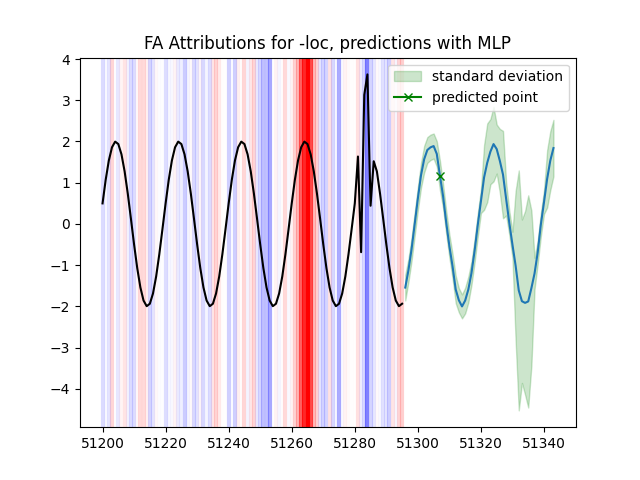 FA Attributions for -loc, predictions with MLP
standard deviation
predicted point
4
3
2
1
0
−1
−2
−3
−4
51200 51220 51240 51260 51280 51300 51320 51340